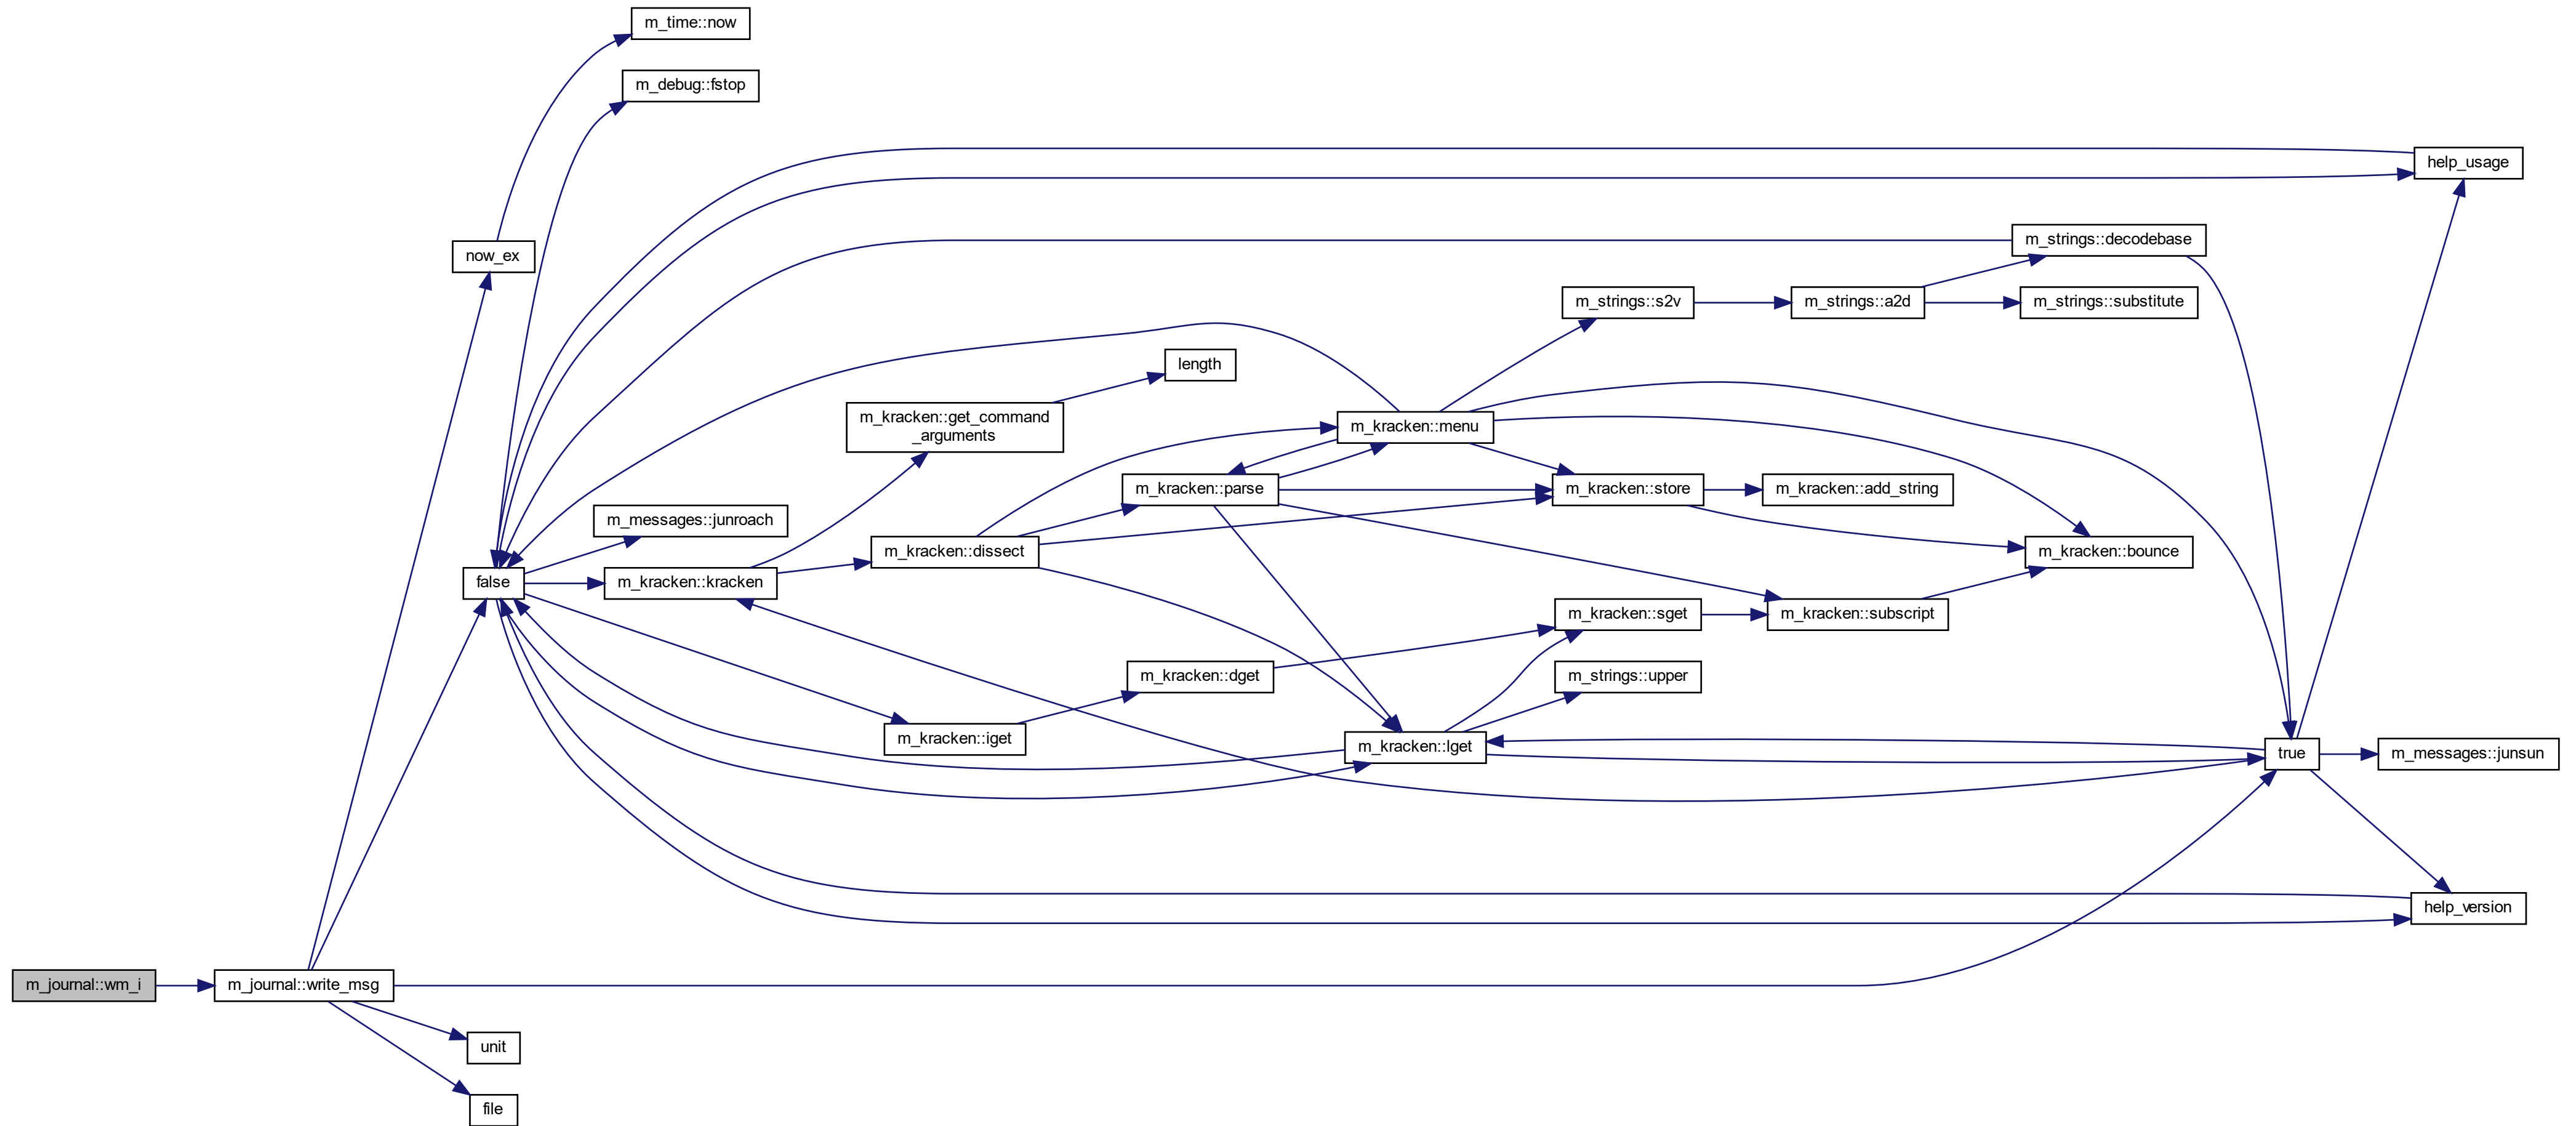 m_time::now
m_debug::fstop
help_usage
m_strings::decodebase
now_ex
m_strings::s2v
m_strings::a2d
m_strings::substitute
length
m_kracken::get_command
_arguments
m_kracken::menu
m_kracken::parse
m_kracken::store
m_kracken::add_string
m_messages::junroach
m_kracken::dissect
m_kracken::bounce
false
m_kracken::kracken
m_kracken::sget
m_kracken::subscript
m_kracken::dget
m_strings::upper
m_kracken::iget
m_kracken::lget
true
m_messages::junsun
help_version
m_journal::wm_i
m_journal::write_msg
unit
file